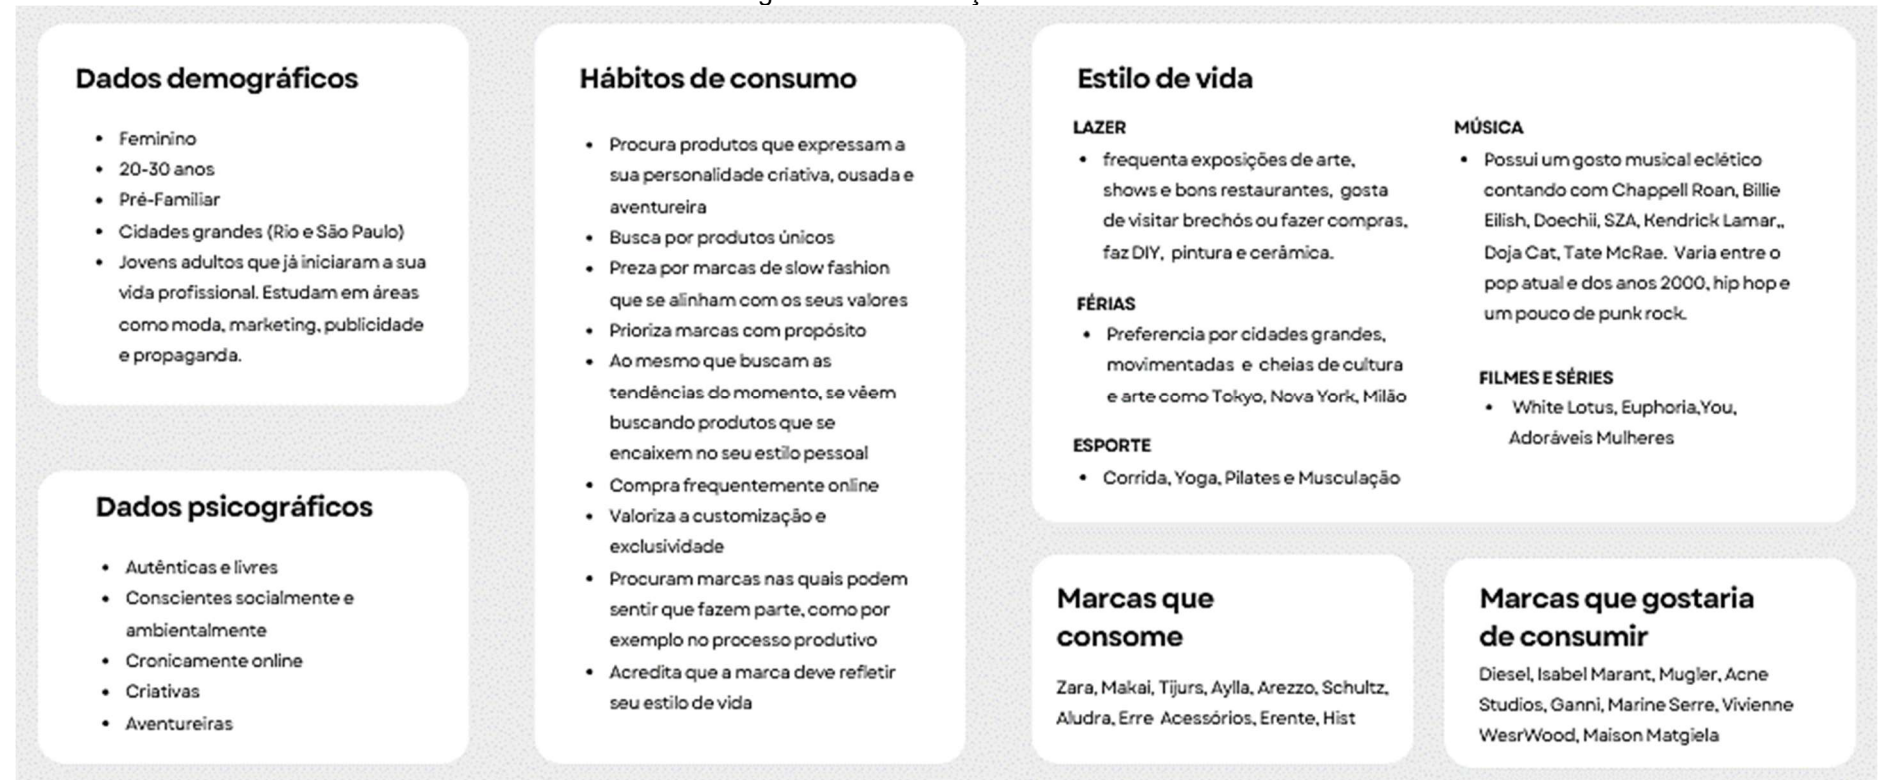 Dados demográficos
Feminino
20-30 anos
Pré-Familiar
Cidades grandes (Rio e São Paulo)
Jovens adultos que já iniciaram a sua
vida profissional. Estudam em áreas
como moda, marketing, publicidade
e propaganda.
Dados psicográficos
Autênticas e livres
Conscientes socialmente e
ambientalmente
Cronicamente online
Criativas
Aventureiras
Hábitos de consumo
Procura produtos que expressam a
sua personalidade criativa, ousada e
aventureira
Busca por produtos únicos
Preza por marcas de slow fashion
que se alinham com os seus valores
Prioriza marcas com propósito
Ao mesmo que buscam as
tendências do momento, se vêem
buscando produtos que se
encaixem no seu estilo pessoal
Compra frequentemente online
Valoriza a customização e
exclusividade
Procuram marcas nas quais podem
sentir que fazem parte, como por
exemplo no processo produtivo
Acredita que a marca deve refletir
seu estilo de vida
Estilo de vida
LAZER
frequenta exposições de arte,
shows e bons restaurantes, gosta
de visitar brechós ou fazer compras,
faz DIY, pintura e cerâmica.
FÉRIAS
Preferencia por cidades grandes,
movimentadas e cheias de cultura
e arte como Tokyo, Nova York, Milão
ESPORTE
Corrida, Yoga, Pilates e Musculação
MÚSICA
Possui um gosto musical eclético
contando com Chappell Roan, Billie
Eilish, Doechii, SZA, Kendrick Lamar,,
Doja Cat, Tate McRae. Varia entre o
pop atual e dos anos 2000, hip hop e
um pouco de punk rock.
FILMES E SÉRIES
White Lotus, Euphoria,You,
Adoráveis Mulheres
Marcas que
consome
Zara, Makai, Tijurs, Aylla, Arezzo, Schultz,
Aludra, Erre Acessórios, Erente, Hist
Marcas que gostaria
de consumir
Diesel, Isabel Marant, Mugler, Acne
Studios, Ganni, Marine Serre, Vivienne
WesrWood, Maison Matgiela